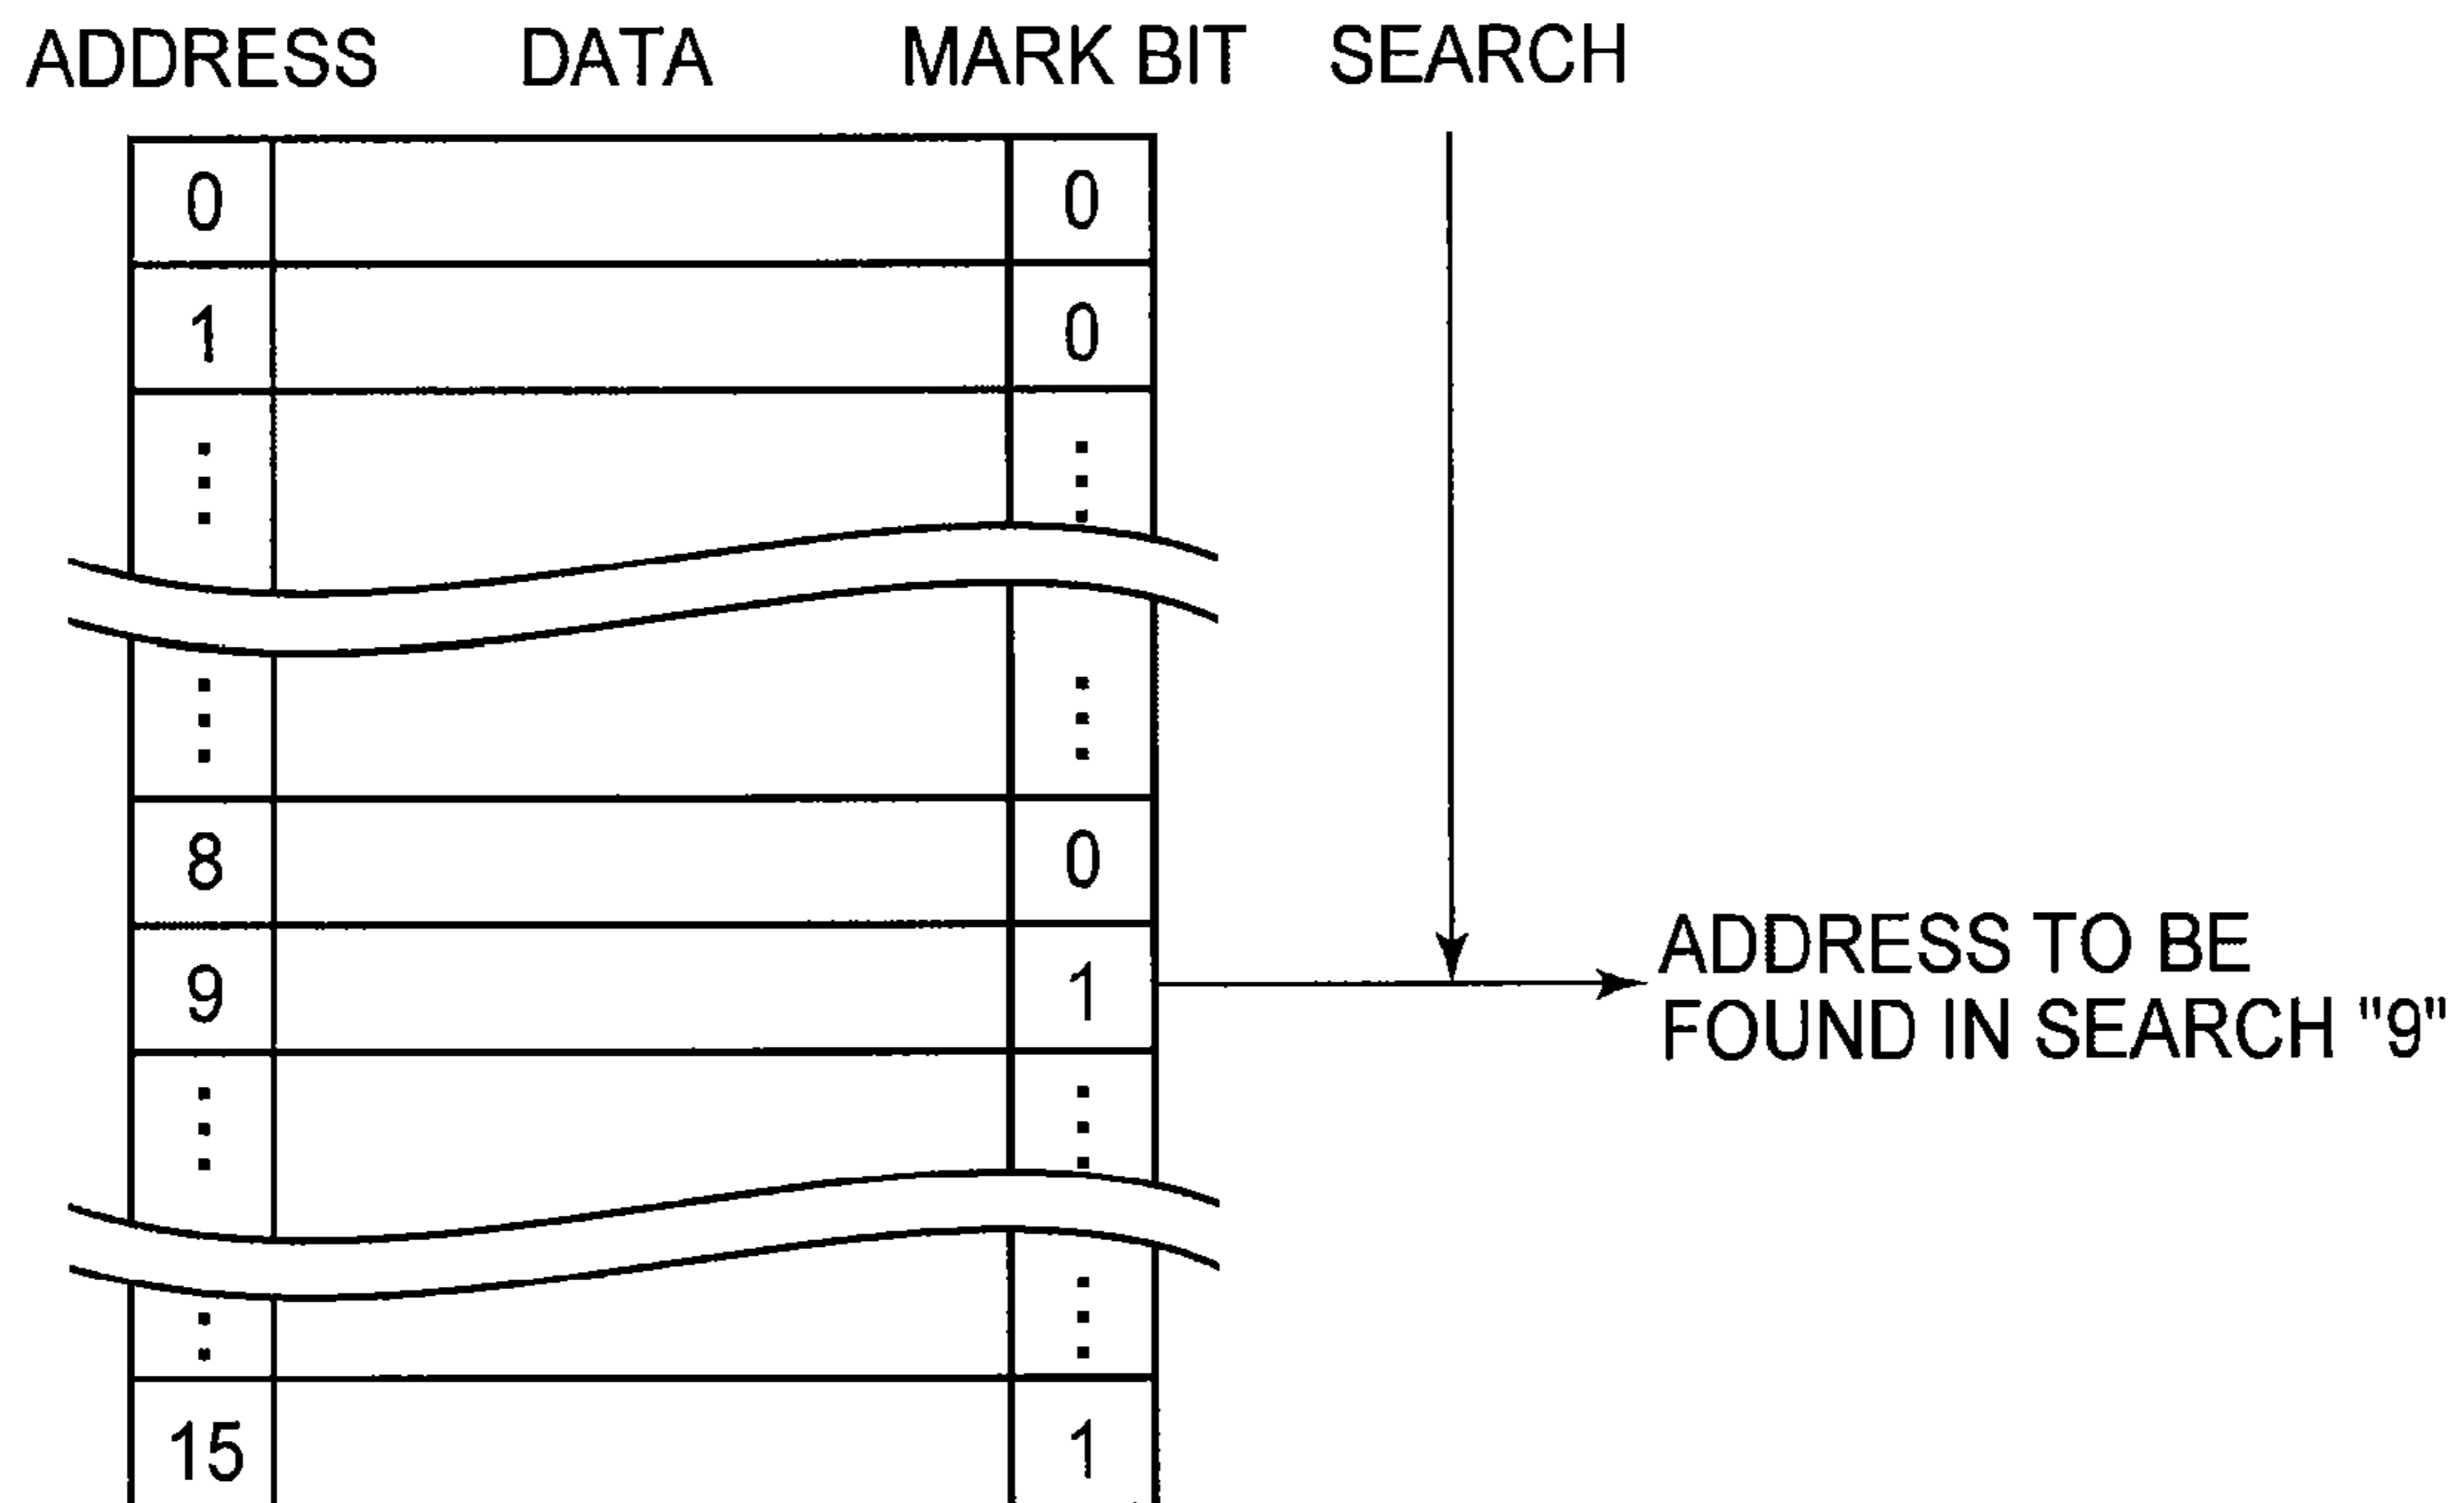 ADDRESS DATA MARK BIT SEARCH
0 0
1 0
8 0
9 1
ADDRESS TO BE
FOUND IN SEARCH "9"
15 1